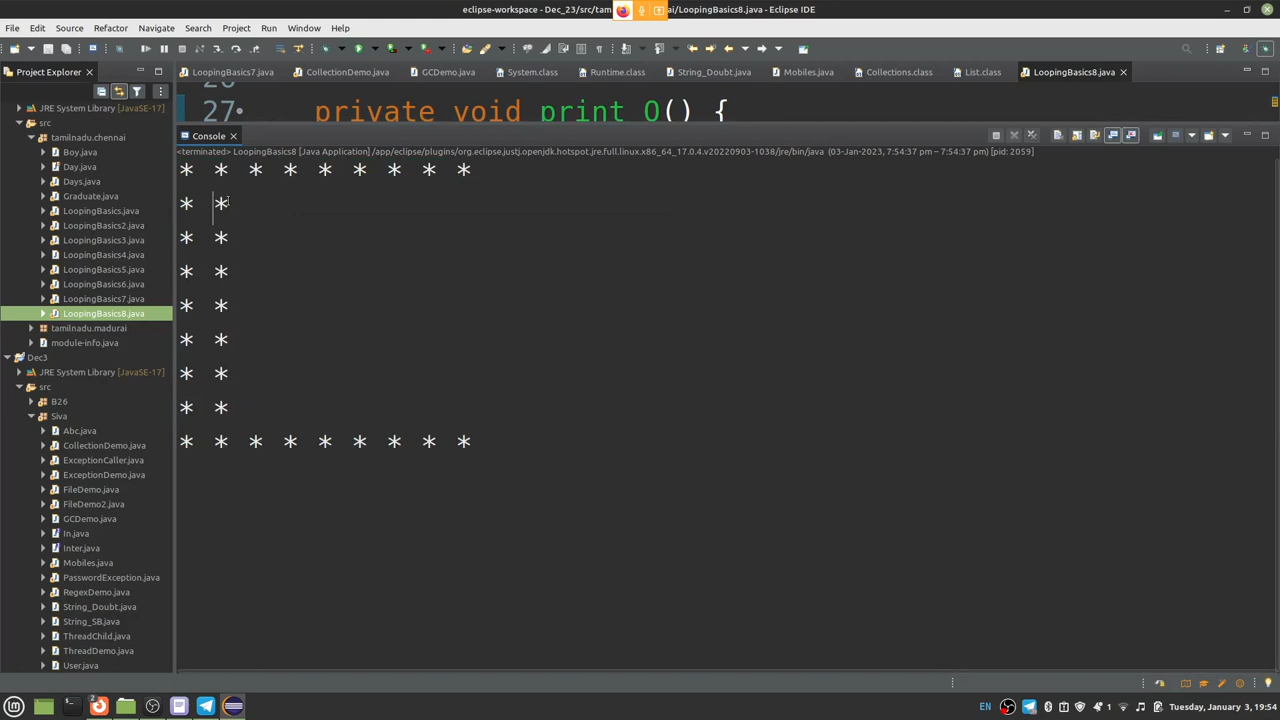 eclipse-workspace - Dec_23/src/tam ai/LoopingBasics8.java - Eclipse IDE
File Edit Source Refactor Navigate Search Project Run Window Help
Project Explorer
LoopingBasics7.java CollectionDemo.java GCDemo.java System.class Runtime.class String_Doubt.java Mobiles.java Collections.class List.class LoopingBasics8.java
26
27 private void print_O() {
Console
<terminated> LoopingBasics8 [Java Application] /app/eclipse/plugins/org.eclipse.justj.openjdk.hotspot.jre.full.linux.x86_64_17.0.4.v20220903-1038/jre/bin/java (03-Jan-2023, 7:54:37 pm – 7:54:37 pm) [pid: 2059]
* * * * * * * * *
* *
* *
* *
* *
* *
* *
* *
* * * * * * * * *
JRE System Library [JavaSE-17]
src
tamilnadu.chennai
Boy.java
Day.java
Days.java
Graduate.java
LoopingBasics.java
LoopingBasics2.java
LoopingBasics3.java
LoopingBasics4.java
LoopingBasics5.java
LoopingBasics6.java
LoopingBasics7.java
LoopingBasics8.java
tamilnadu.madurai
module-info.java
Dec3
JRE System Library [JavaSE-17]
src
B26
Siva
Abc.java
CollectionDemo.java
ExceptionCaller.java
ExceptionDemo.java
FileDemo.java
FileDemo2.java
GCDemo.java
In.java
Inter.java
Mobiles.java
PasswordException.java
RegexDemo.java
String_Doubt.java
String_SB.java
ThreadChild.java
ThreadDemo.java
User.java
2
EN 1 Tuesday, January 3, 19:54